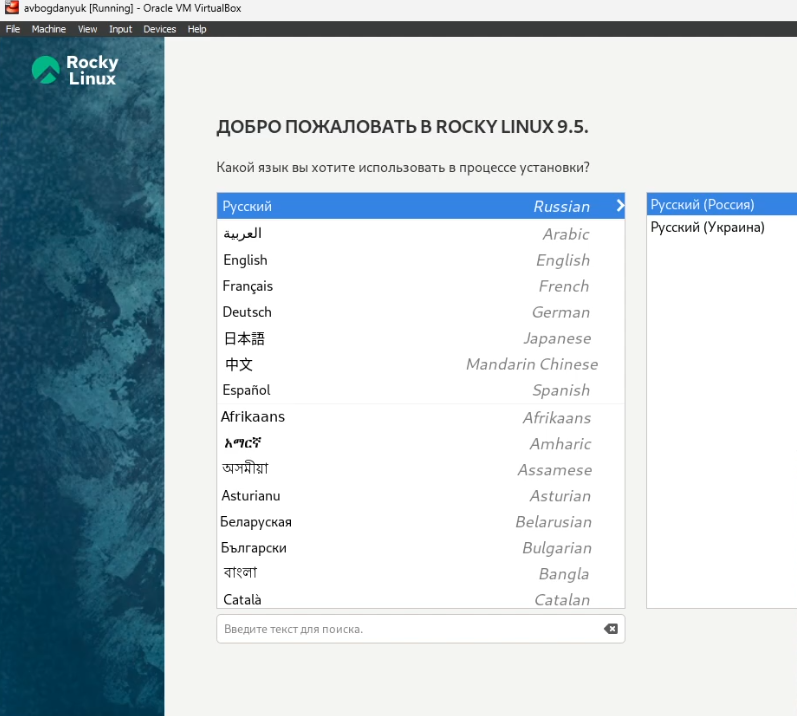 avbogdanyuk [Running] - Oracle VM VirtualBox
File Machine View Input Devices Help
Rocky
Linux
ДОБРО ПОЖАЛОВАТЬ В ROCKY LINUX 9.5.
Какой язык вы хотите использовать в процессе установки?
Русский Russian
العربية Arabic
English English
Français French
Deutsch German
日本語 Japanese
中文 Mandarin Chinese
Español Spanish
Afrikaans Afrikaans
አማርኛ Amharic
অসমীয়া Assamese
Asturianu Asturian
Беларуская Belarusian
Български Bulgarian
বাংলা Bangla
Català Catalan
Введите текст для поиска.
Русский (Россия)
Русский (Украина)